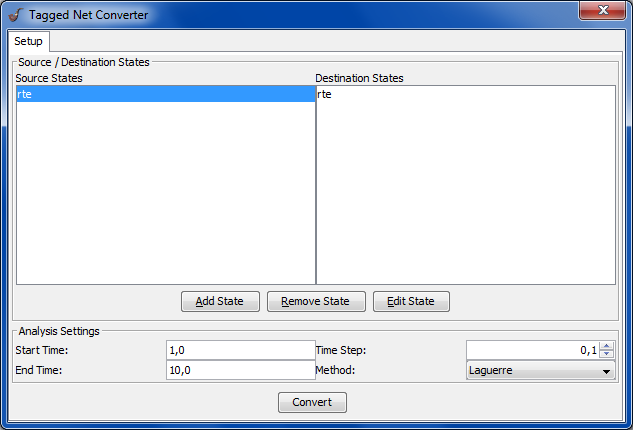 Tagged Net Converter
Setup
Source / Destination States
Source States Destination States
rte rte
Add State Remove State Edit State
Analysis Settings
Start Time: 1,0 Time Step: 0,1
End Time: 10,0 Method: Laguerre
Convert